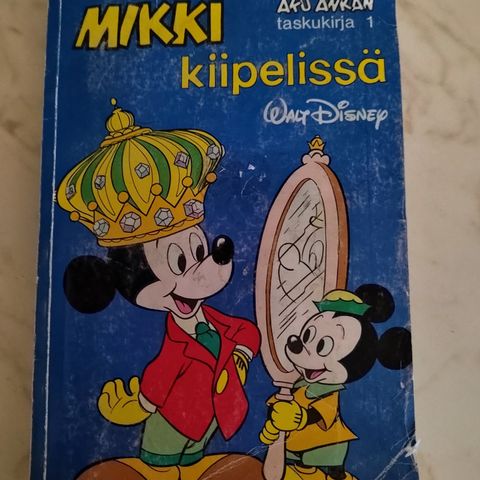 AKU ANKAN
taskukirja 1
MIKKI
kiipelissä
WALT DISNEY